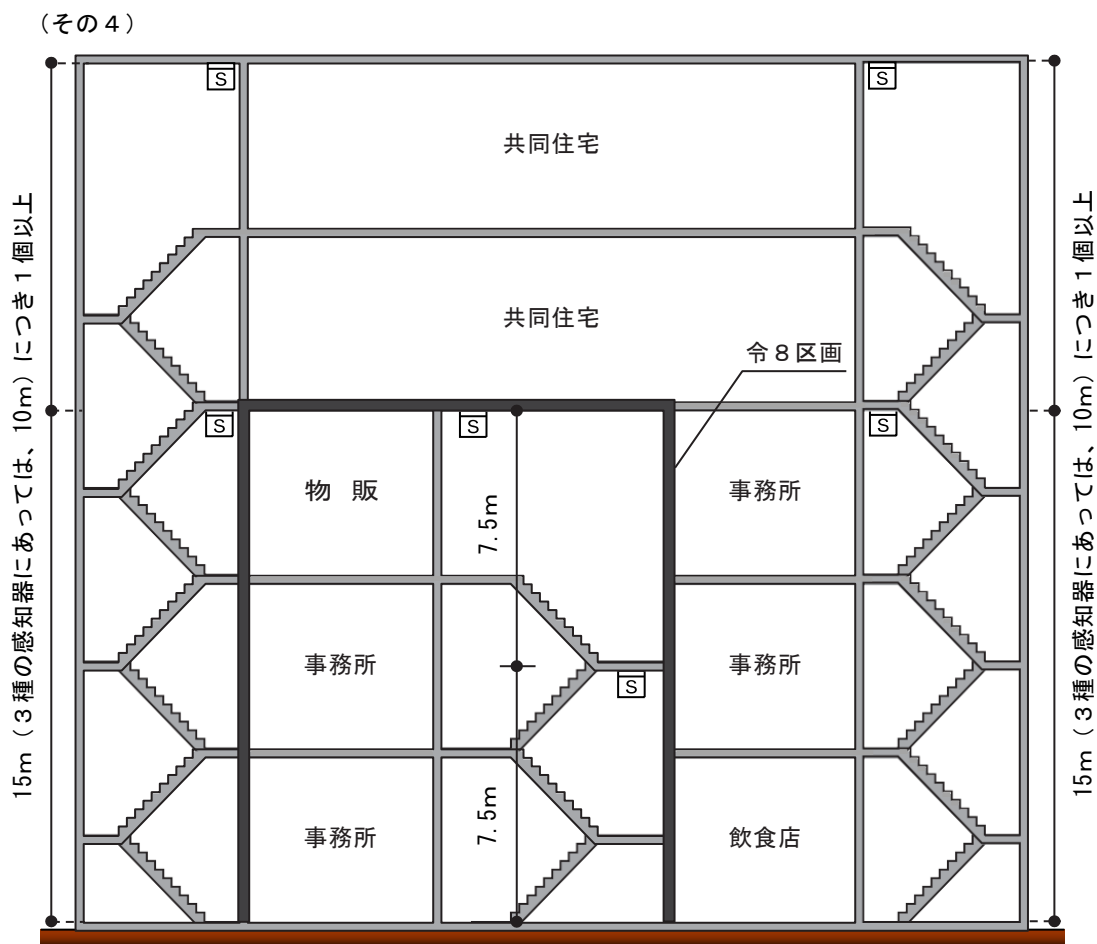 （その４）
S
S
共同住宅
共同住宅
令８区画
S
S
S
物　販
7.5m
事務所
事務所
事務所
S
事務所
7.5m
飲食店
15m（３種の感知器にあっては、10m）につき１個以上
15m（３種の感知器にあっては、10m）につき１個以上